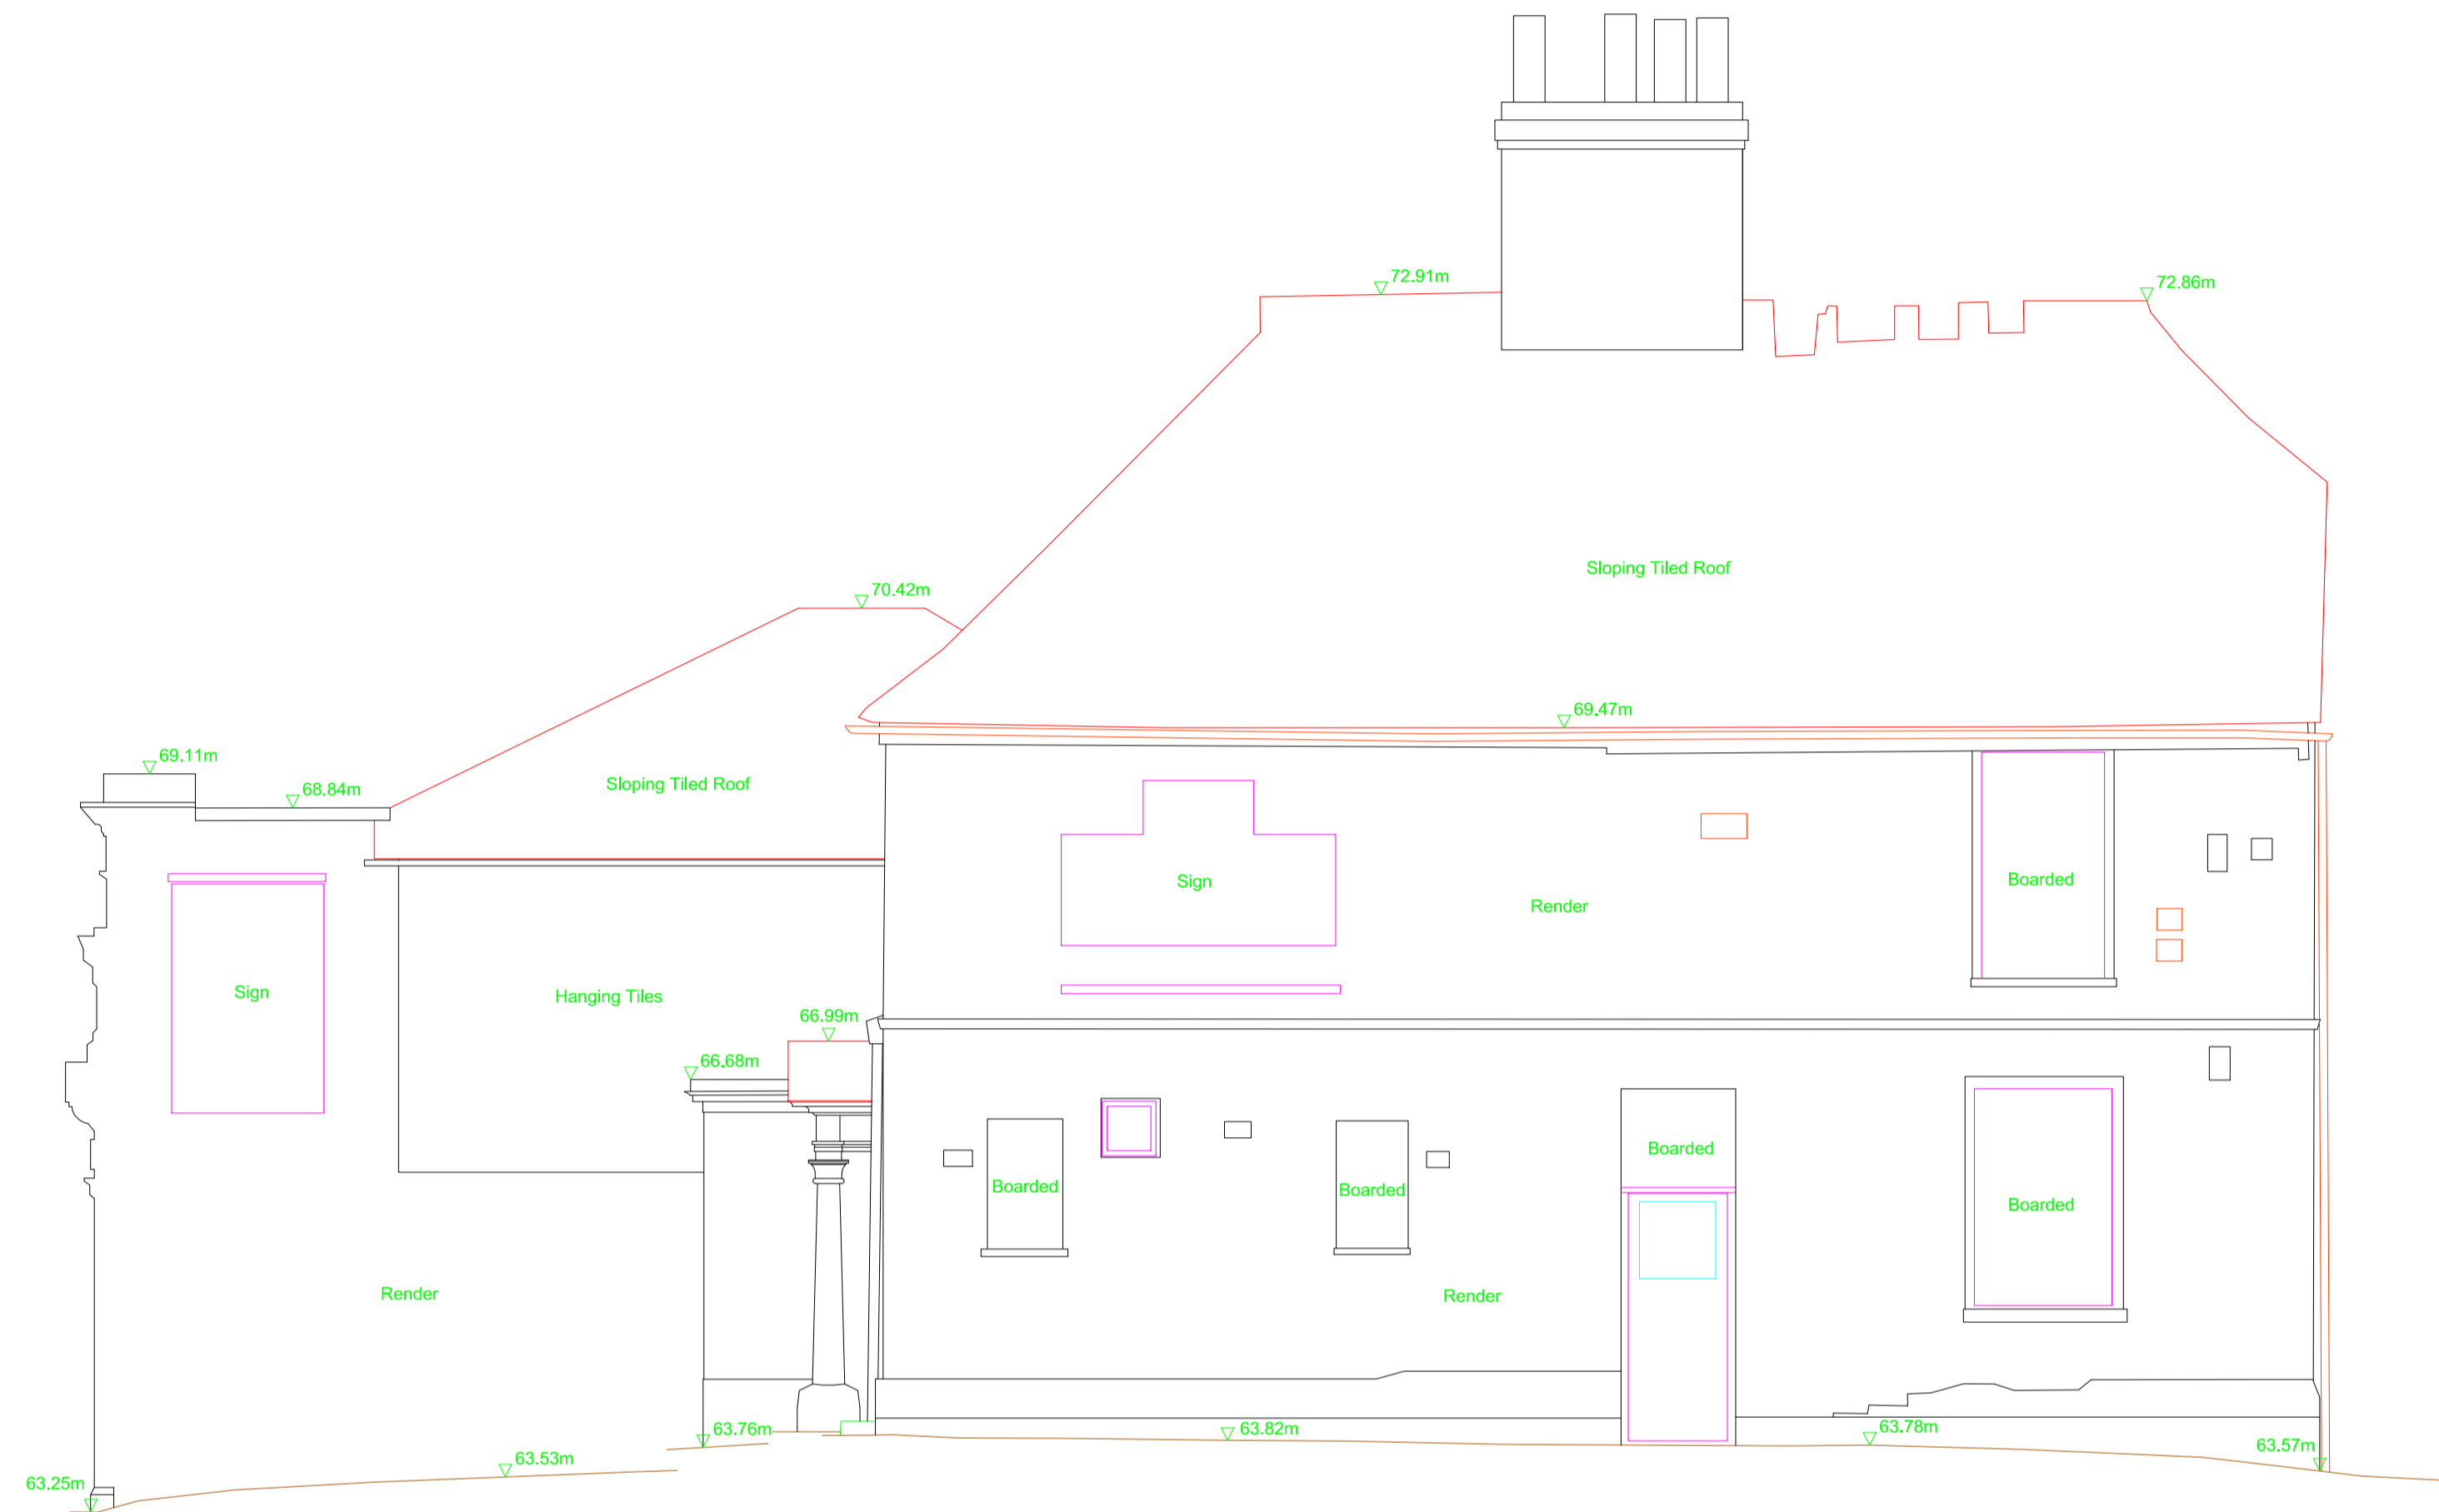 72.91m
72.86m
Sloping Tiled Roof
70.42m
69.47m
69.11m
68.84m
Sloping Tiled Roof
Sign
Boarded
Render
Sign
Hanging Tiles
66.99m
66.68m
Boarded
Boarded
Boarded
Boarded
Render
Render
63.76m
63.82m
63.78m
63.57m
63.53m
63.25m